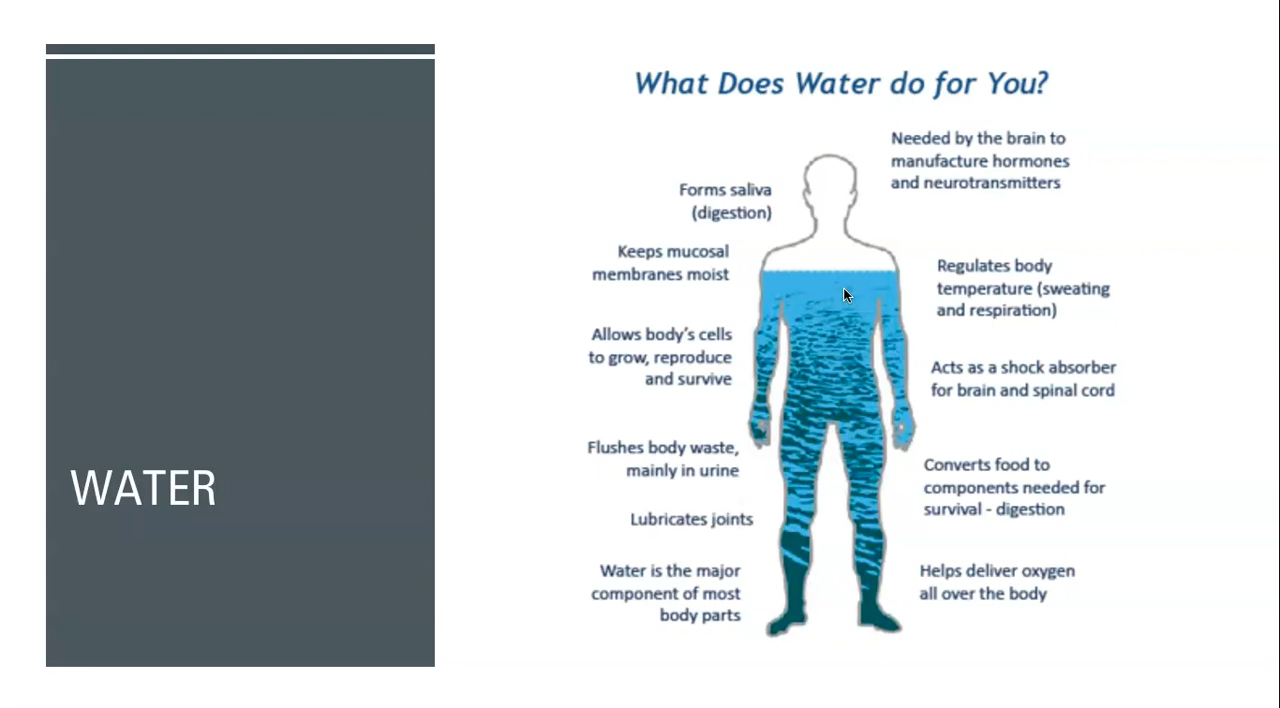 WATER
What Does Water do for You?
Forms saliva
(digestion)
Keeps mucosal
membranes moist
Allows body's cells
to grow, reproduce
and survive
Flushes body waste,
mainly in urine
Lubricates joints
Water is the major
component of most
body parts
Needed by the brain to
manufacture hormones
and neurotransmitters
Regulates body
temperature (sweating
and respiration)
Acts as a shock absorber
for brain and spinal cord
Converts food to
components needed for
survival - digestion
Helps deliver oxygen
all over the body